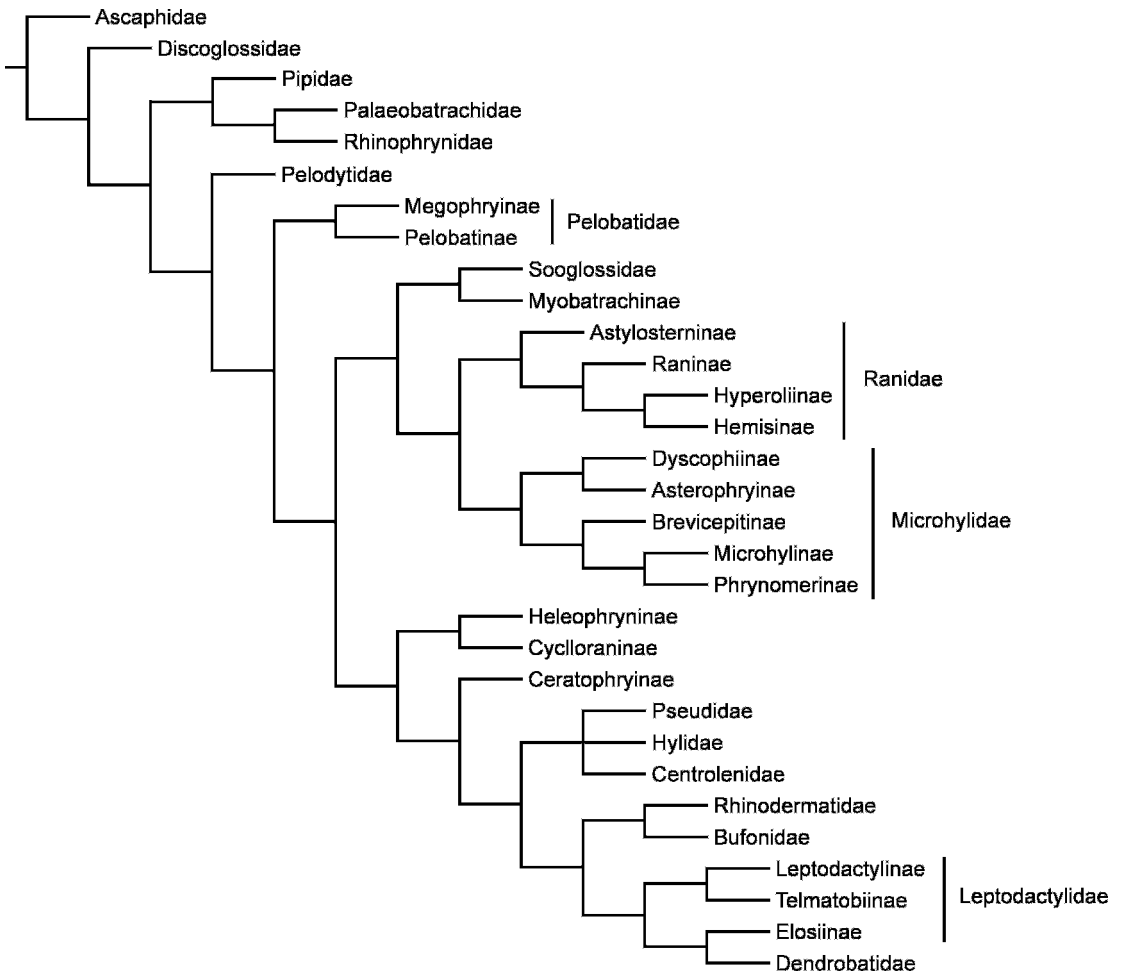 Ascaphidae
Discoglossidae
Pipidae
Palaeobatrachidae
Rhinophrynidae
Pelodytidae
Megophryinae
Pelobatidae
Pelobatinae
Sooglossidae
Myobatrachinae
Astylosterninae
Raninae
Ranidae
Hyperoliinae
Hemisinae
Dyscophiinae
Asterophryinae
Brevicepitinae
Microhylidae
Microhylinae
Phrynomerinae
Heleophryninae
Cyclloraninae
Ceratophryinae
Pseudidae
Hylidae
Centrolenidae
Rhinodermatidae
Bufonidae
Leptodactylinae
Leptodactylidae
Telmatobiinae
Elosiinae
Dendrobatidae